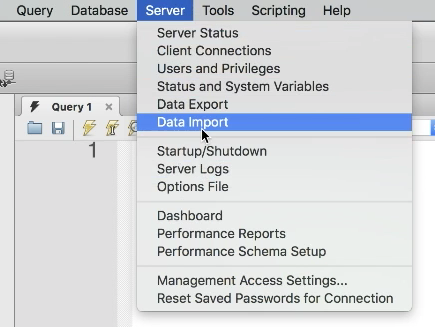 Query Database Server Tools Scripting Help
Server Status
Client Connections
Users and Privileges
Status and System Variables
Data Export
Data Import
Startup/Shutdown
Server Logs
Options File
Dashboard
Performance Reports
Performance Schema Setup
Management Access Settings...
Reset Saved Passwords for Connection
Query 1
1